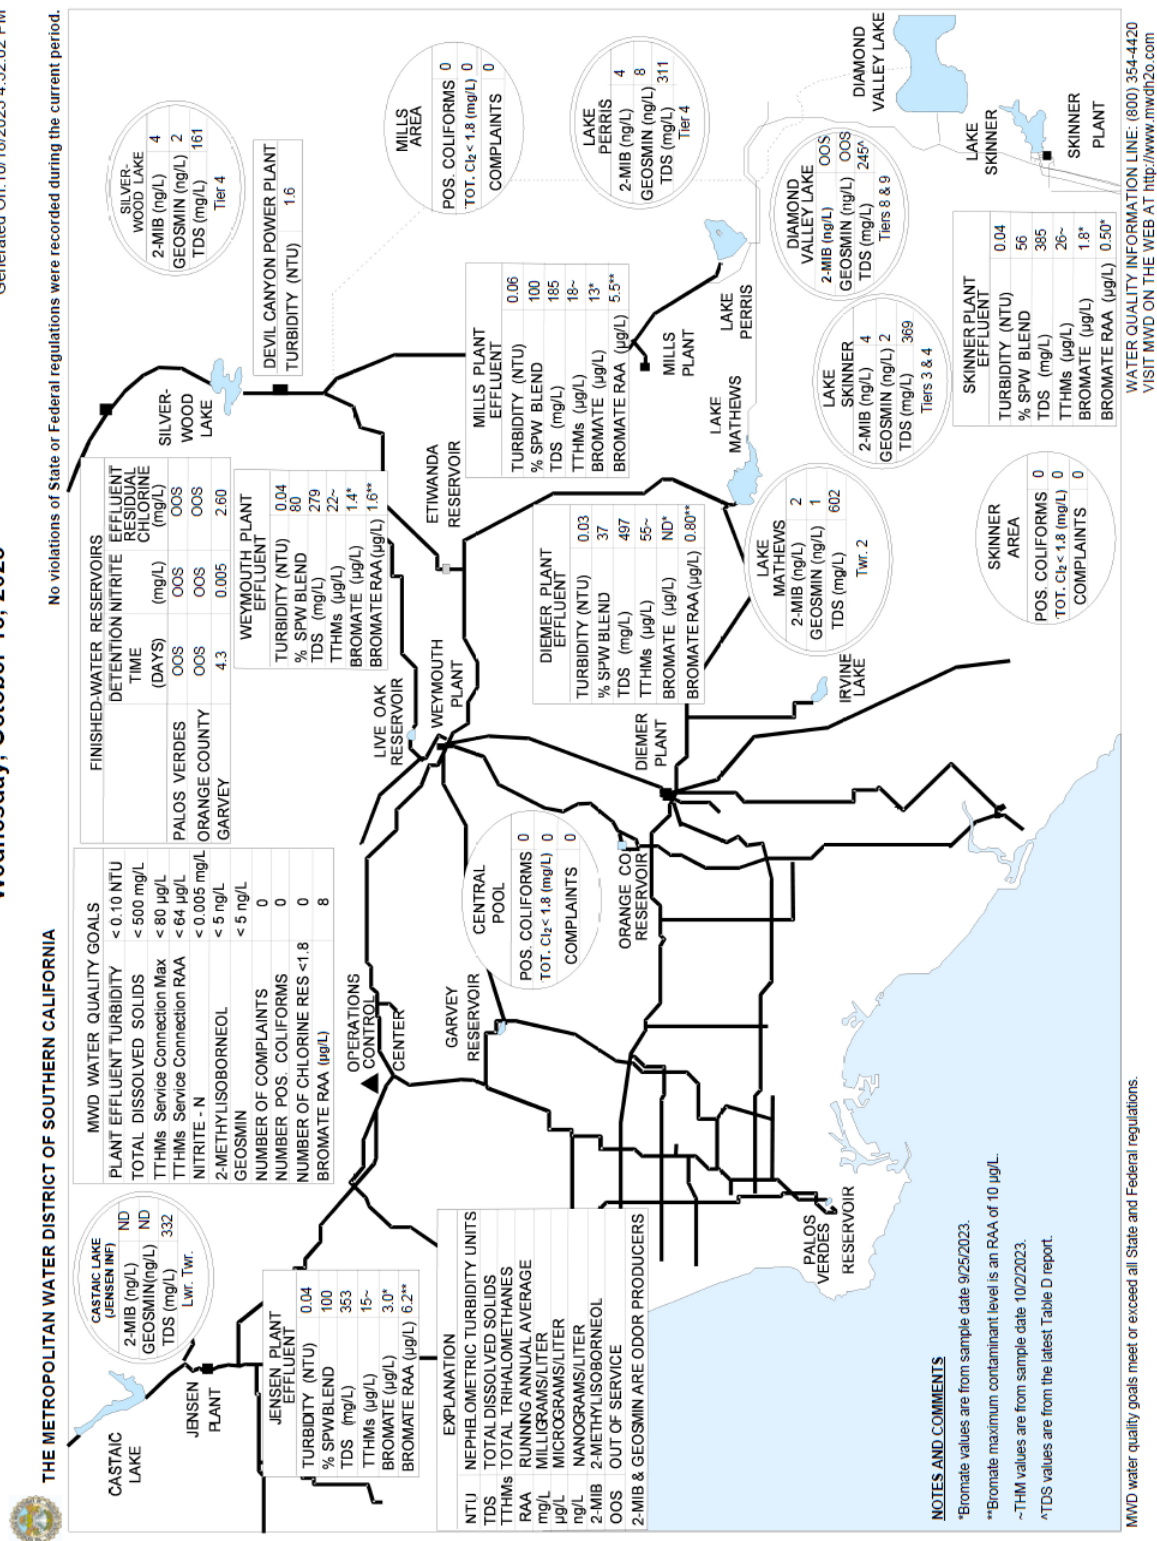 Generated On: 10/18/2023 4:52:02 PM
Wednesday, October 18, 2023
THE METROPOLITAN WATER DISTRICT OF SOUTHERN CALIFORNIA
No violations of State or Federal regulations were recorded during the current period.
CASTAIC LAKE
(JENSEN INF)
2-MIB (ng/L) ND
GEOSMIN(ng/L) ND
TDS (mg/L) 332
Lwr. Twr.
MWD WATER QUALITY GOALS
PLANT EFFLUENT TURBIDITY < 0.10 NTU
TOTAL DISSOLVED SOLIDS < 500 mg/L
TTHMs Service Connection Max < 80 µg/L
TTHMs Service Connection RAA < 64 µg/L
NITRITE - N < 0.005 mg/L
2-METHYLISOBORNEOL < 5 ng/L
GEOSMIN < 5 ng/L
NUMBER OF COMPLAINTS 0
NUMBER POS. COLIFORMS 0
NUMBER OF CHLORINE RES <1.8 0
BROMATE RAA (µg/L) 8
FINISHED-WATER RESERVOIRS
DETENTION TIME (DAYS) NITRITE (mg/L) EFFLUENT RESIDUAL CHLORINE (mg/L)
PALOS VERDES OOS OOS OOS
ORANGE COUNTY OOS OOS OOS
GARVEY 4.3 0.005 2.60
SILVER-
WOOD LAKE
2-MIB (ng/L) 4
GEOSMIN (ng/L) 2
TDS (mg/L) 161
Tier 4
CASTAIC
LAKE
JENSEN
PLANT
SILVER-
WOOD
LAKE
DEVIL CANYON POWER PLANT
TURBIDITY (NTU) 1.6
JENSEN PLANT
EFFLUENT
TURBIDITY (NTU) 0.04
% SPW BLEND 100
TDS (mg/L) 353
TTHMs (µg/L) 15~
BROMATE (µg/L) 3.0*
BROMATE RAA (µg/L) 6.2**
WEYMOUTH PLANT
EFFLUENT
TURBIDITY (NTU) 0.04
% SPW BLEND 80
TDS (mg/L) 279
TTHMs (µg/L) 22~
BROMATE (µg/L) 1.4*
BROMATE RAA (µg/L) 1.6**
OPERATIONS
CONTROL
CENTER
LIVE OAK
RESERVOIR
WEYMOUTH
PLANT
ETIWANDA
RESERVOIR
MILLS
AREA
POS. COLIFORMS 0
TOT. Cl₂< 1.8 (mg/L) 0
COMPLAINTS 0
GARVEY
RESERVOIR
CENTRAL
POOL
POS. COLIFORMS 0
TOT. Cl₂< 1.8 (mg/L) 0
COMPLAINTS 0
MILLS PLANT
EFFLUENT
TURBIDITY (NTU) 0.06
% SPW BLEND 100
TDS (mg/L) 185
TTHMs (µg/L) 18~
BROMATE (µg/L) 13*
BROMATE RAA (µg/L) 5.5**
LAKE
PERRIS
2-MIB (ng/L) 4
GEOSMIN (ng/L) 8
TDS (mg/L) 311
Tier 4
EXPLANATION
NTU NEPHELOMETRIC TURBIDITY UNITS
TDS TOTAL DISSOLVED SOLIDS
TTHMs TOTAL TRIHALOMETHANES
RAA RUNNING ANNUAL AVERAGE
mg/L MILLIGRAMS/LITER
µg/L MICROGRAMS/LITER
ng/L NANOGRAMS/LITER
2-MIB 2-METHYLISOBORNEOL
OOS OUT OF SERVICE
2-MIB & GEOSMIN ARE ODOR PRODUCERS
DIEMER PLANT
EFFLUENT
TURBIDITY (NTU) 0.03
% SPW BLEND 37
TDS (mg/L) 497
TTHMs (µg/L) 55~
BROMATE (µg/L) ND*
BROMATE RAA (µg/L) 0.80**
ORANGE CO.
RESERVOIR
DIEMER
PLANT
MILLS
PLANT
LAKE
PERRIS
LAKE
MATHEWS
LAKE
MATHEWS
2-MIB (ng/L) 2
GEOSMIN (ng/L) 1
TDS (mg/L) 602
Twr. 2
DIAMOND
VALLEY LAKE
2-MIB (ng/L) OOS
GEOSMIN (ng/L) OOS
TDS (mg/L) 245^
Tiers 8 & 9
DIAMOND
VALLEY LAKE
PALOS
VERDES
RESERVOIR
IRVINE
LAKE
LAKE
SKINNER
2-MIB (ng/L) 4
GEOSMIN (ng/L) 2
TDS (mg/L) 369
Tiers 3 & 4
LAKE
SKINNER
SKINNER
PLANT
SKINNER
AREA
POS. COLIFORMS 0
TOT. Cl₂< 1.8 (mg/L) 0
COMPLAINTS 0
SKINNER PLANT
EFFLUENT
TURBIDITY (NTU) 0.04
% SPW BLEND 56
TDS (mg/L) 385
TTHMs (µg/L) 26~
BROMATE (µg/L) 1.8*
BROMATE RAA (µg/L) 0.50*
NOTES AND COMMENTS
*Bromate values are from sample date 9/25/2023.
**Bromate maximum contaminant level is an RAA of 10 µg/L.
~THM values are from sample date 10/2/2023.
^TDS values are from the latest Table D report.
MWD water quality goals meet or exceed all State and Federal regulations.
WATER QUALITY INFORMATION LINE: (800) 354-4420
VISIT MWD ON THE WEB AT http://www.mwdh2o.com